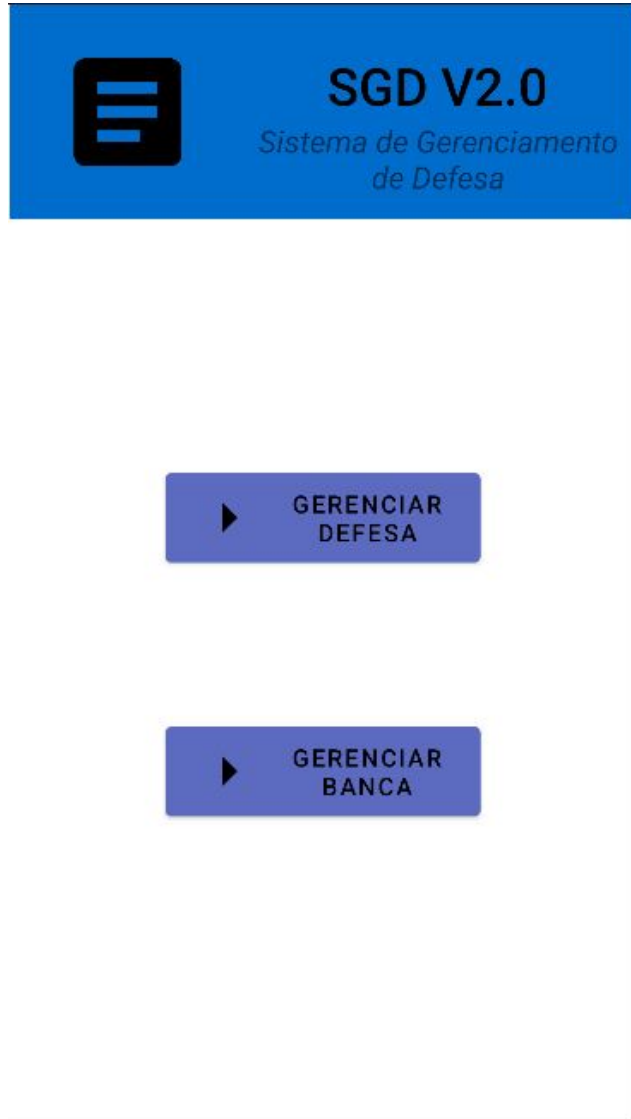 SGD V2.0
Sistema de Gerenciamento
de Defesa
GERENCIAR
DEFESA
GERENCIAR
BANCA